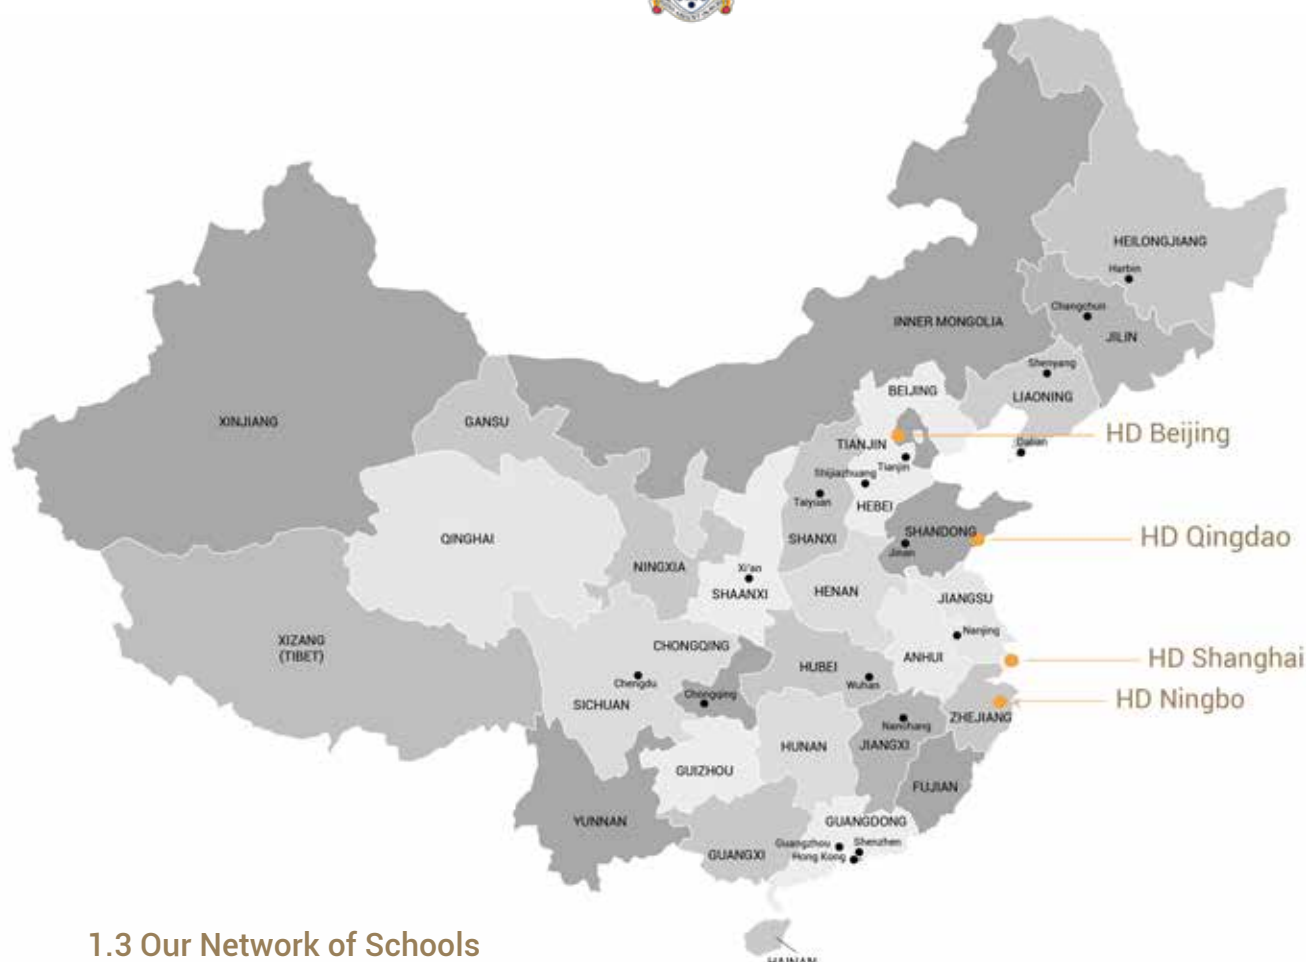 HEILONGJIANG
Harbin
Changchun
INNER MONGOLIA
JILIN
Shenyang
BEIJING
LIAONING
XINJIANG
GANSU
HD Beijing
TIANJIN
Dalian
Tianjin
Shijiazhuang
Taiyuan
HEBEI
SHANDONG
HD Qingdao
QINGHAI
SHANXI
Jinan
NINGXIA
Xi'an
SHAANXI
HENAN
JIANGSU
Nanjing
XIZANG
(TIBET)
CHONGQING
ANHUI
HD Shanghai
HUBEI
Wuhan
Chengdu
Chongqing
SICHUAN
HD Ningbo
ZHEJIANG
Nanchang
JIANGXI
HUNAN
GUIZHOU
FUJIAN
YUNNAN
GUANGDONG
Guangzhou
Shenzhen
Hong Kong
GUANGXI
1.3 Our Network of Schools
HAINAN